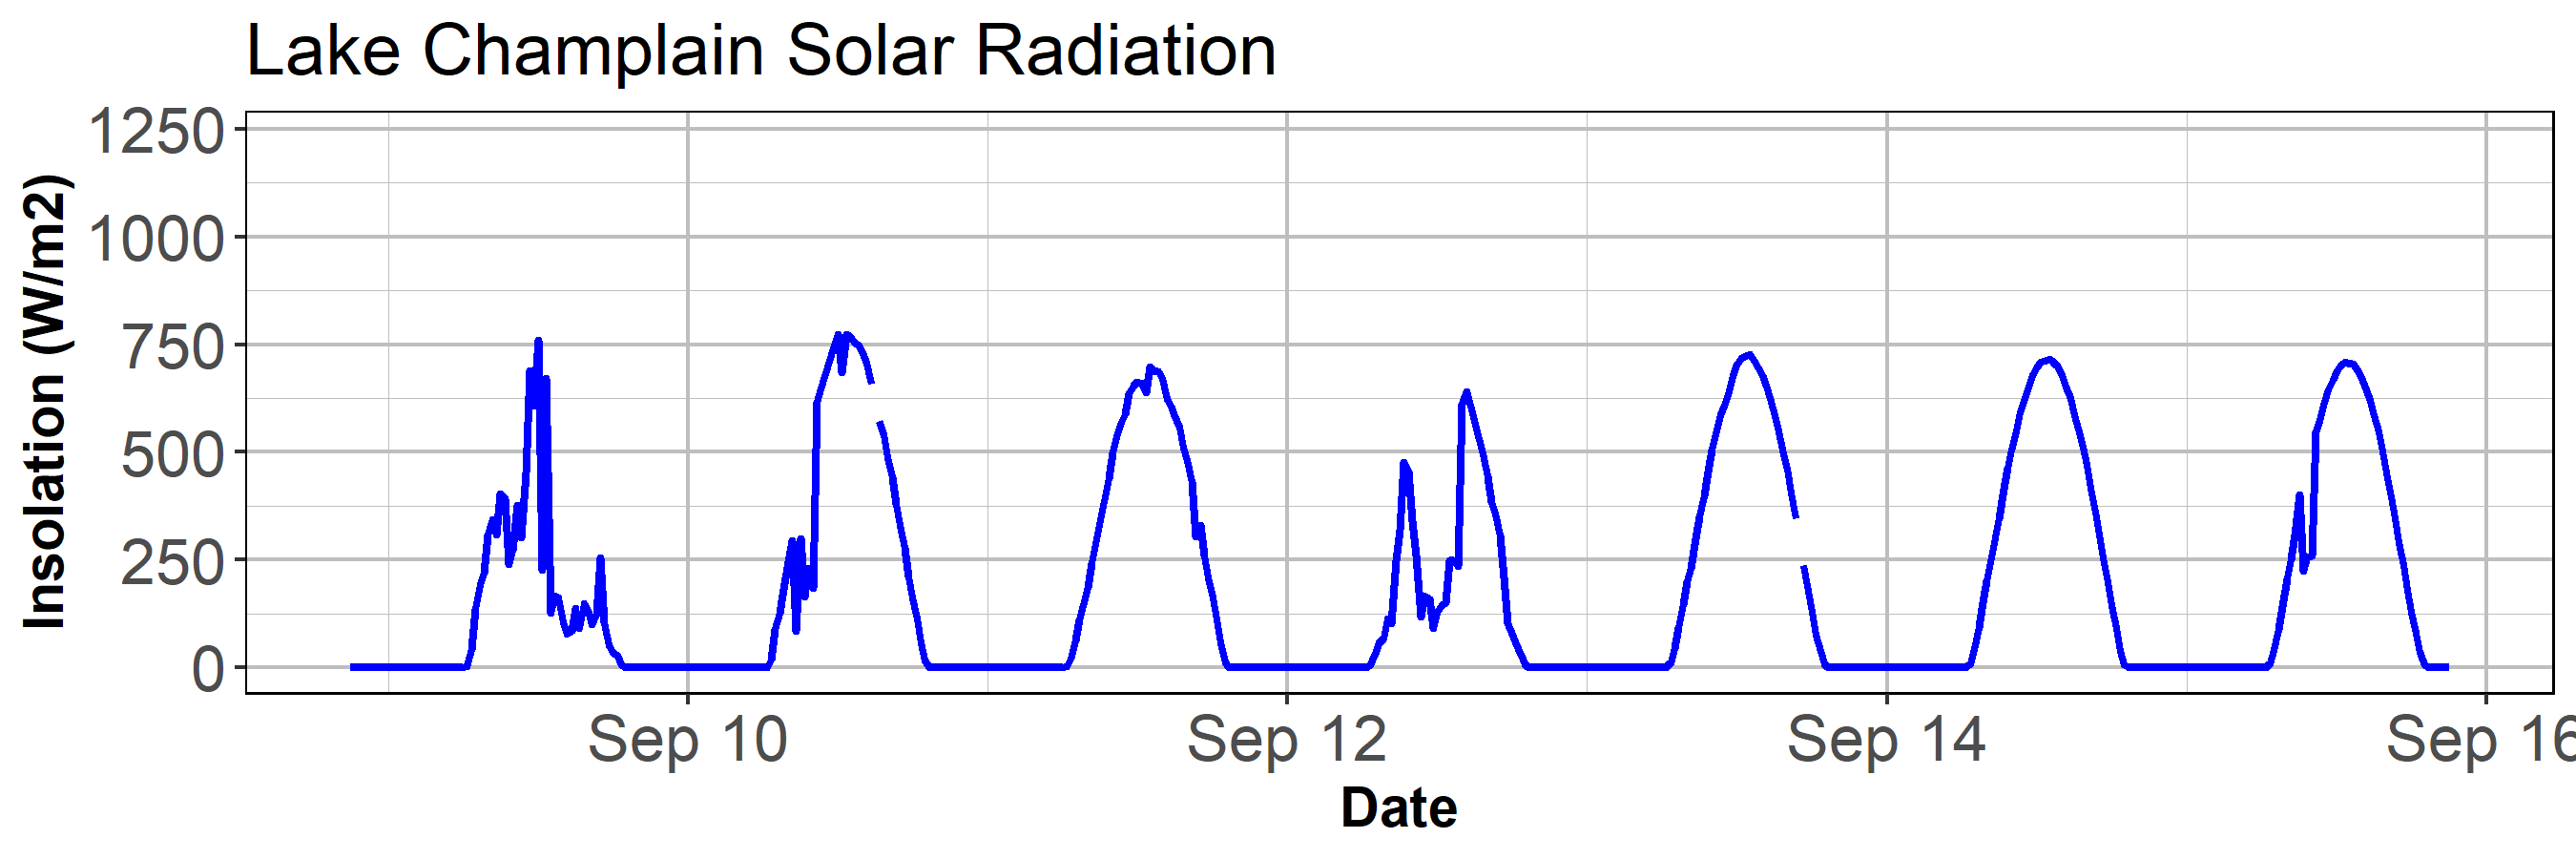 Lake Champlain Solar Radiation
Insolation (W/m2)
1250
1000
750
500
250
0
Sep 10 Sep 12 Sep 14 Sep 16
Date